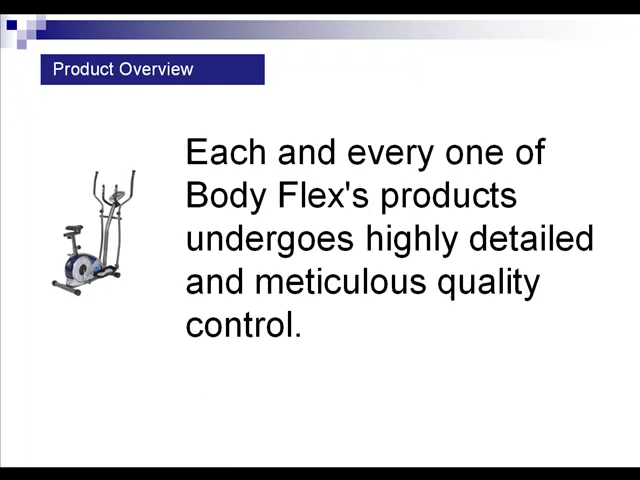 Product Overview
Each and every one of
Body Flex's products
undergoes highly detailed
and meticulous quality
control.